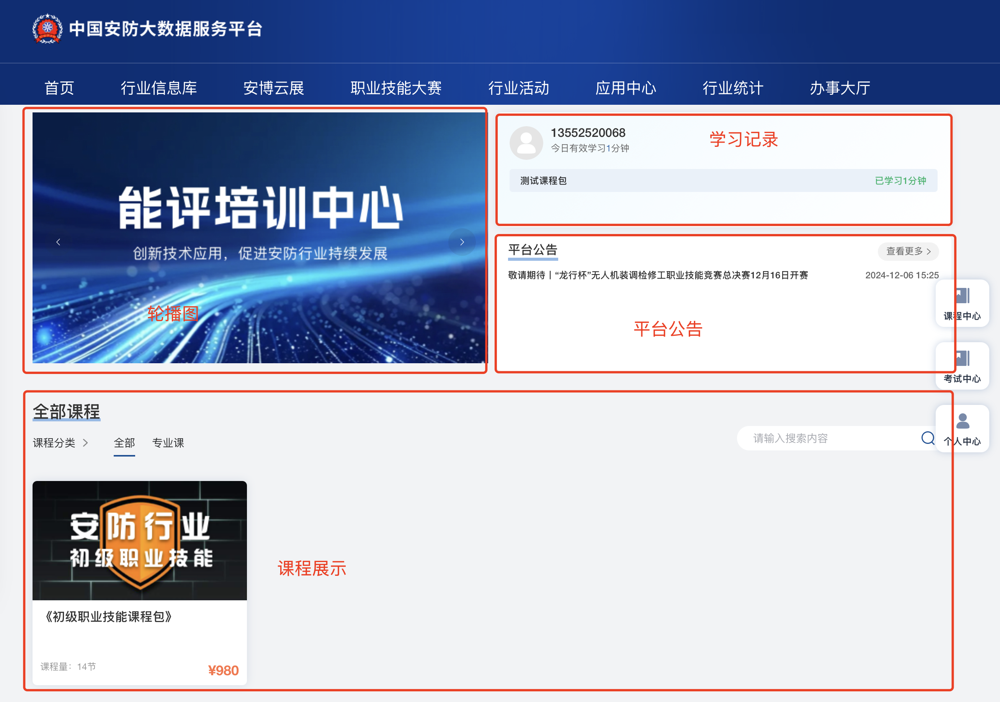 中国安防大数据服务平台
首页 行业信息库 安博云展 职业技能大赛 行业活动 应用中心 行业统计 办事大厅
能评培训中心
创新技术应用，促进安防行业持续发展
轮播图
13552520068
今日有效学习1分钟
学习记录
测试课程包 已学习1分钟
平台公告 查看更多
敬请期待丨“龙行杯”无人机装调检修工职业技能竞赛总决赛12月16日开赛 2024-12-06 15:25
平台公告
课程中心
考试中心
个人中心
全部课程
课程分类 全部 专业课 请输入搜索内容
安防行业
初级职业技能
课程展示
《初级职业技能课程包》
课程量：14节 ¥980